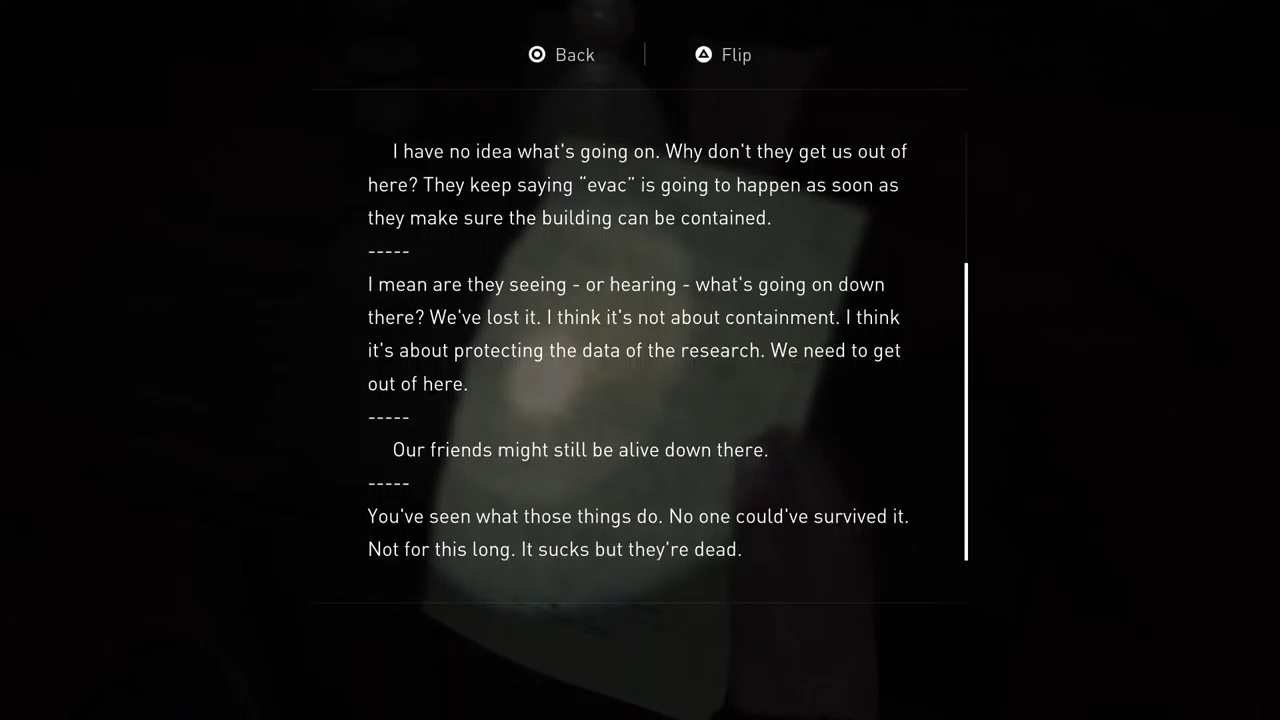 Back
Flip
I have no idea what's going on. Why don't they get us out of
here? They keep saying “evac” is going to happen as soon as
they make sure the building can be contained.
-----
I mean are they seeing - or hearing - what's going on down
there? We've lost it. I think it's not about containment. I think
it's about protecting the data of the research. We need to get
out of here.
-----
Our friends might still be alive down there.
-----
You've seen what those things do. No one could've survived it.
Not for this long. It sucks but they're dead.